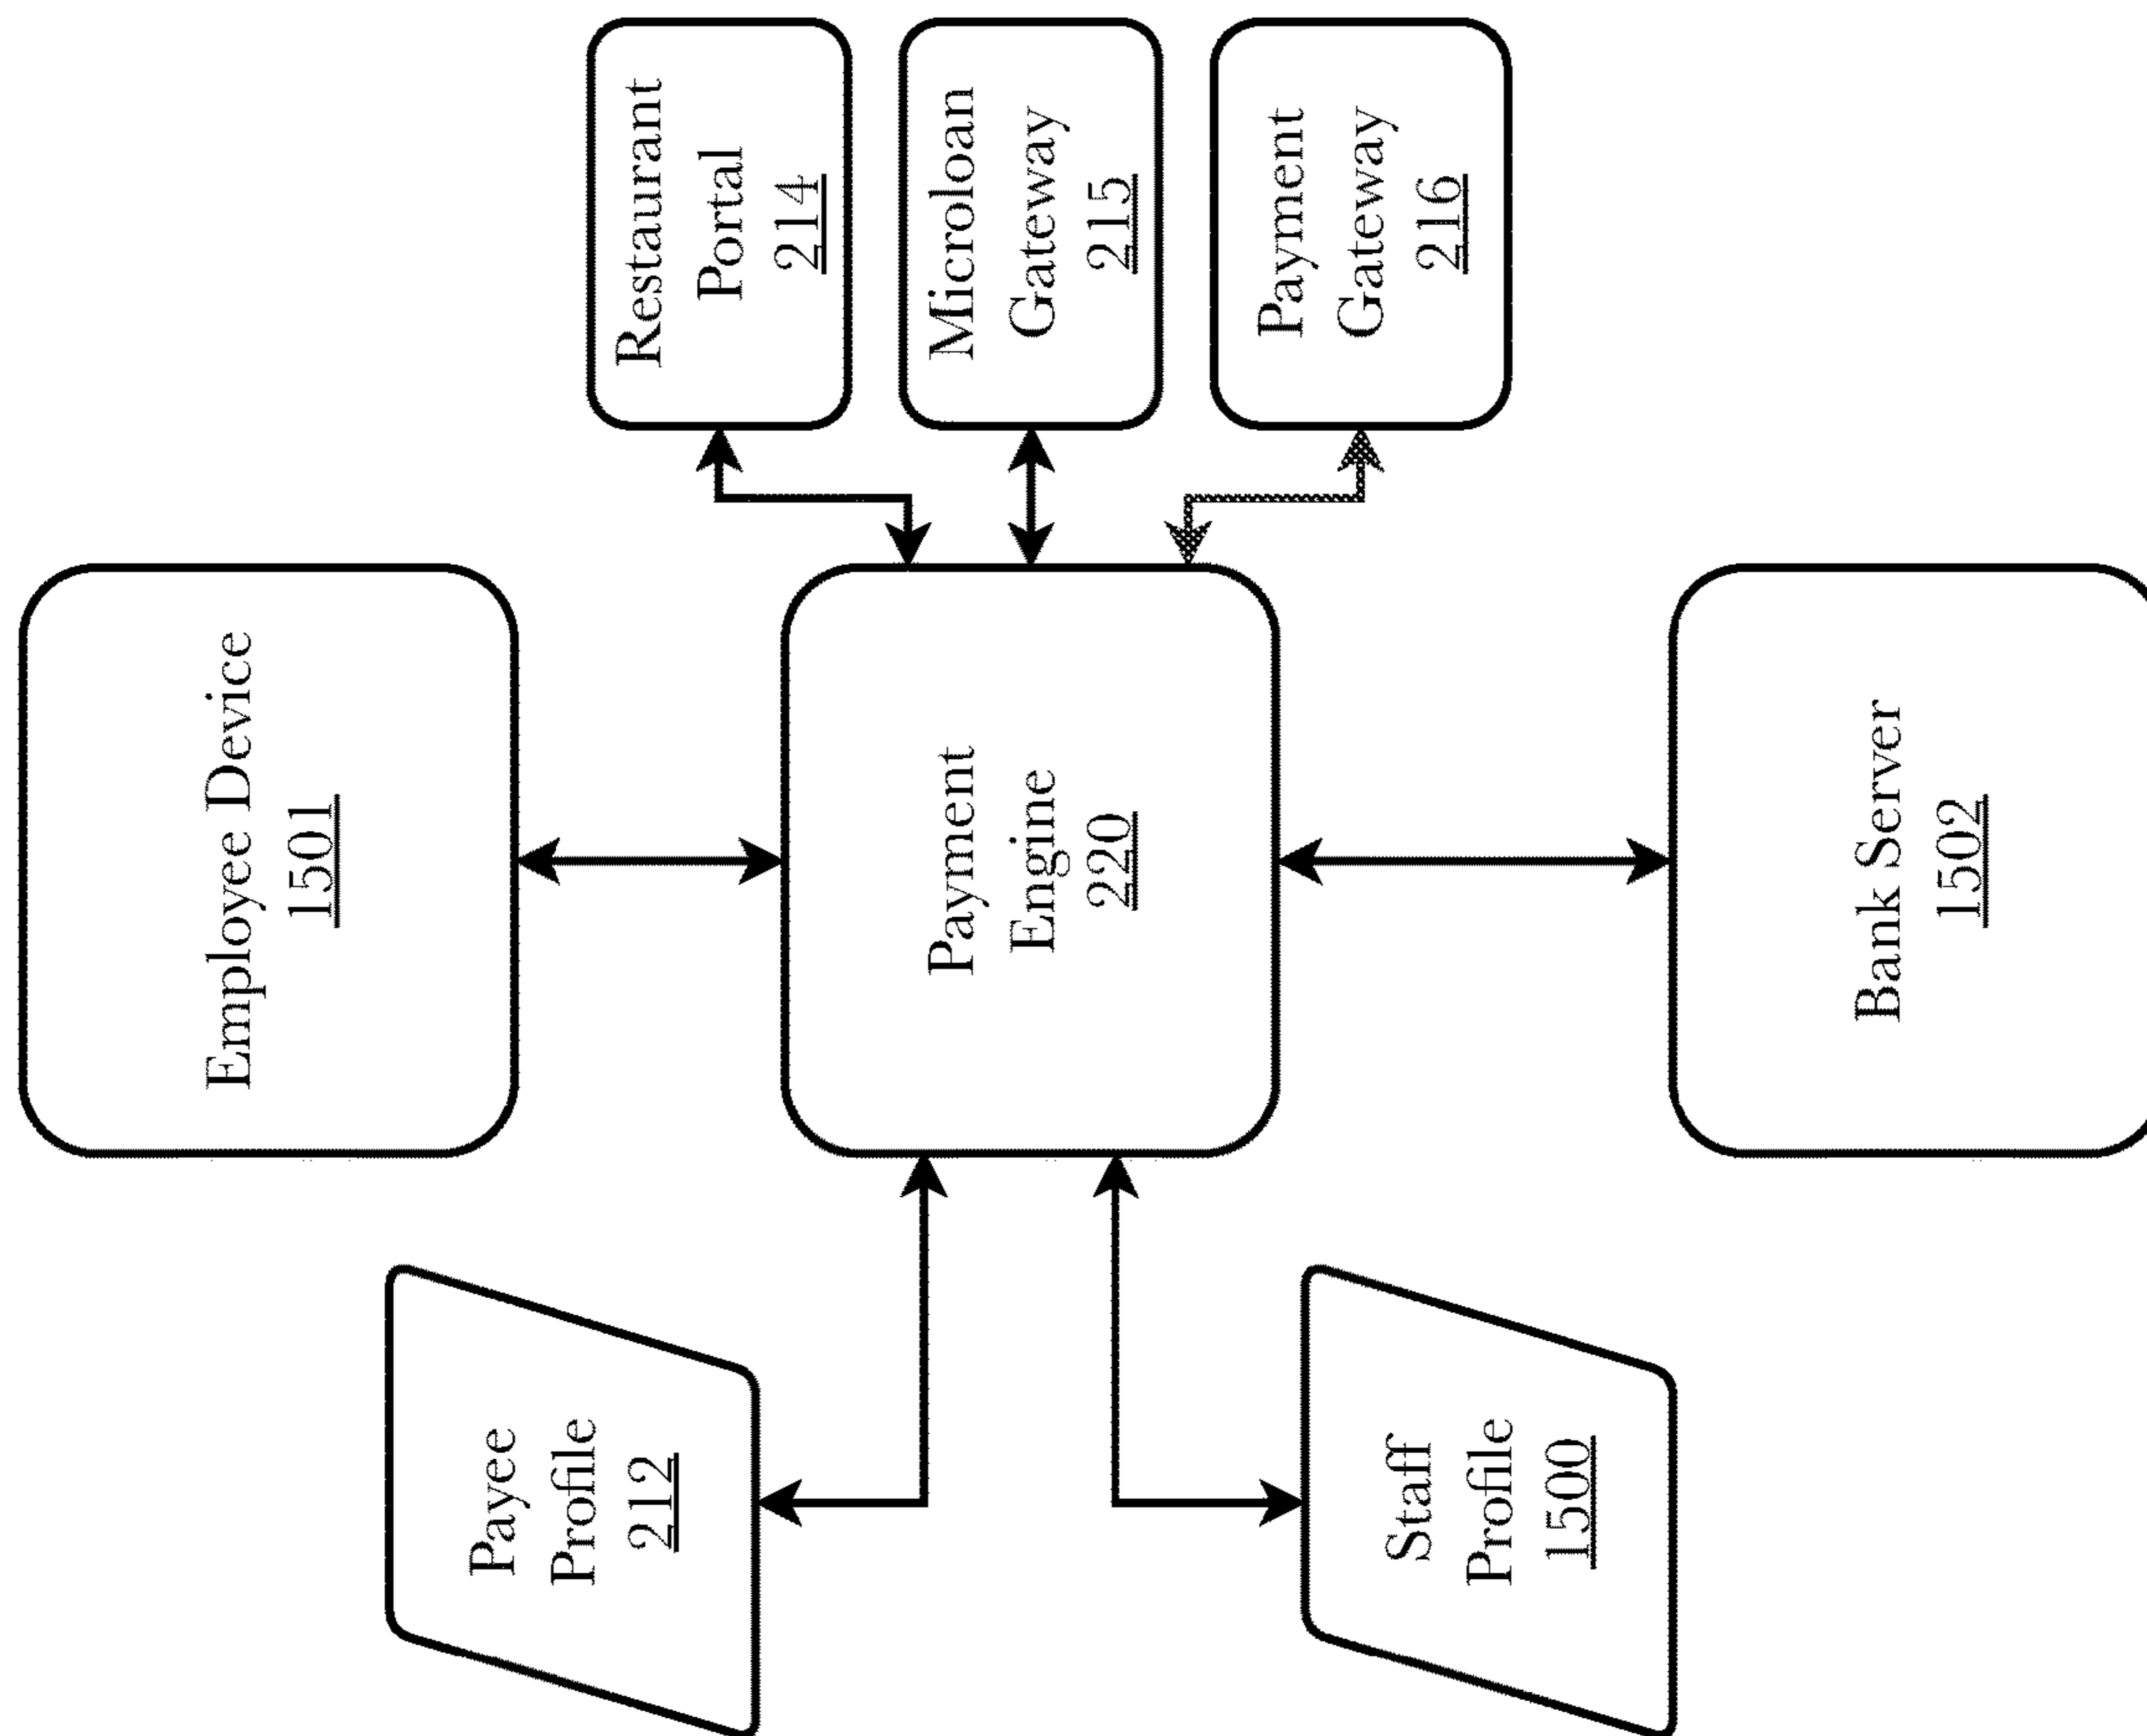 Payee
Profile
212
Staff
Profile
1500
Employee Device
1501
Payment
Engine
220
Bank Server
1502
Restaurant
Portal
214
Microloan
Gateway
215
Payment
Gateway
216